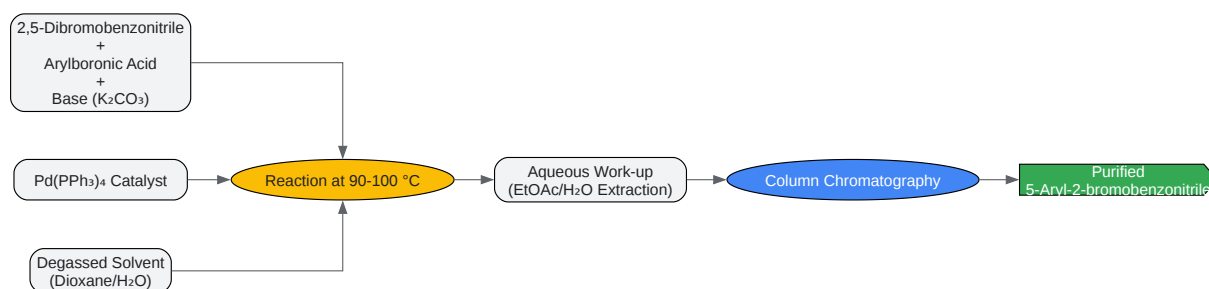 2,5-Dibromobenzonitrile
+
Arylboronic Acid
+
Base (K₂CO₃)
Pd(PPh₃)₄ Catalyst
Degassed Solvent
(Dioxane/H₂O)
Reaction at 90-100 °C
Aqueous Work-up
(EtOAc/H₂O Extraction)
Column Chromatography
Purified
5-Aryl-2-bromobenzonitrile